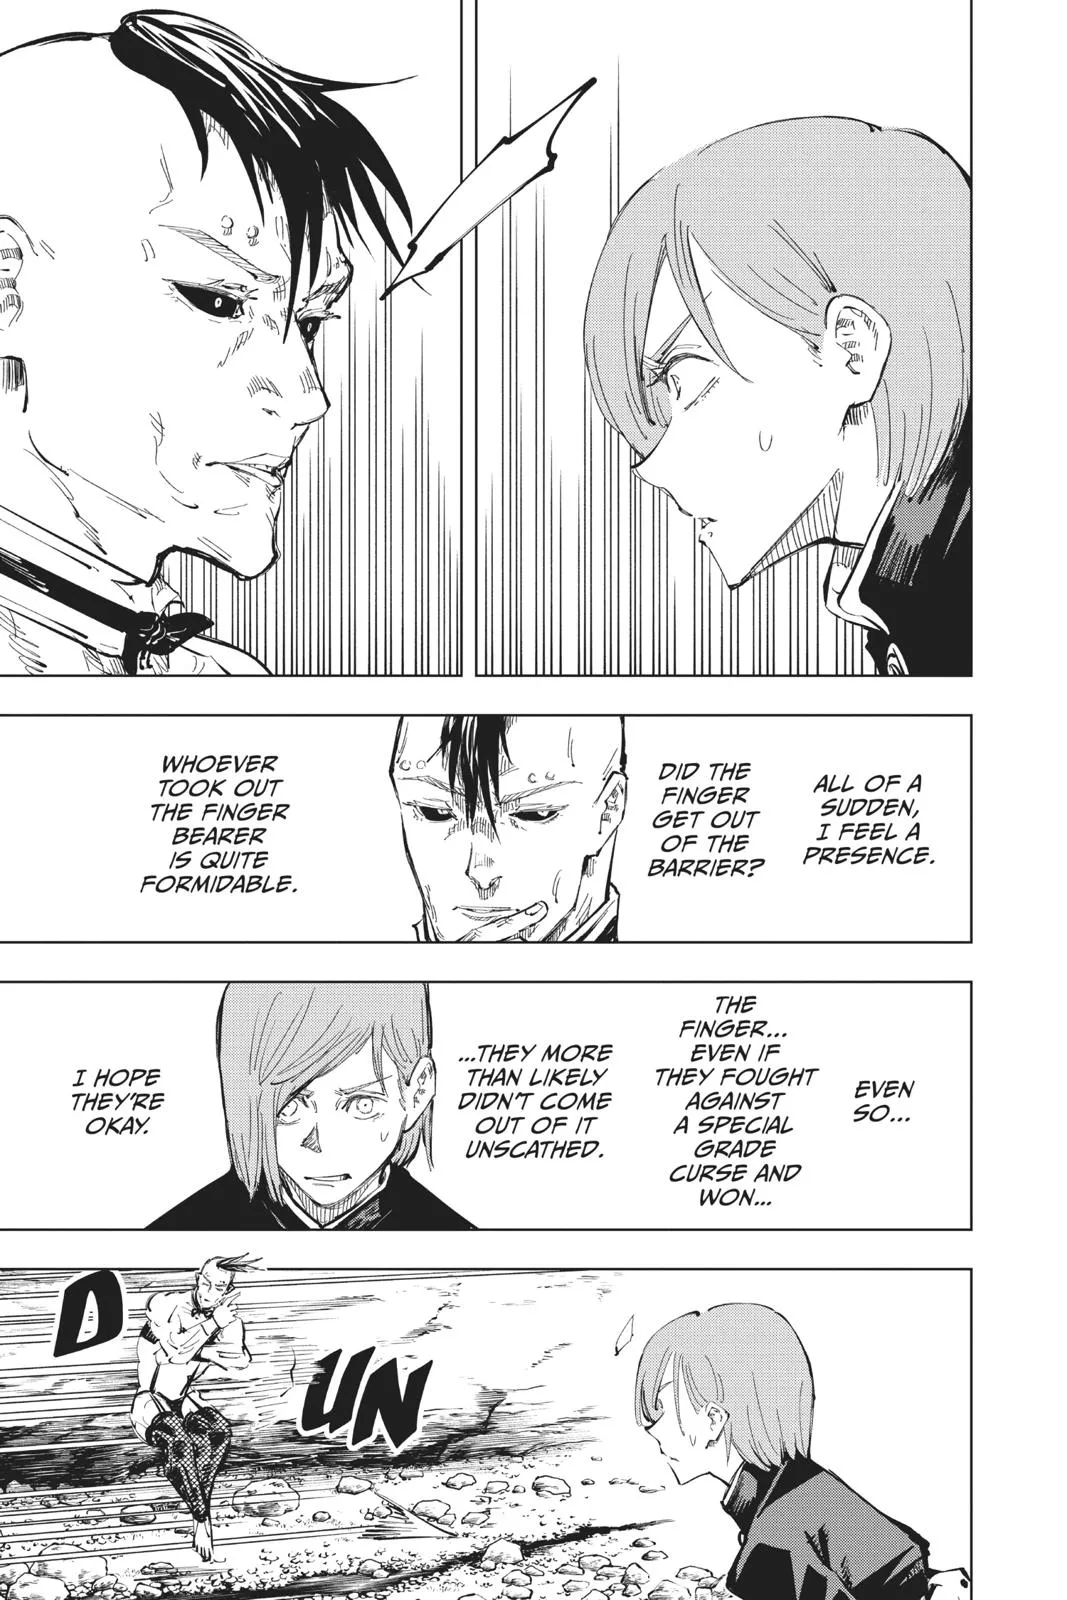 ALL OF A
SUDDEN,
I FEEL A
PRESENCE.
DID THE
FINGER
GET OUT
OF THE
BARRIER?
WHOEVER
TOOK OUT
THE FINGER
BEARER
IS QUITE
FORMIDABLE.
EVEN
SO...
THE
FINGER...
EVEN IF
THEY FOUGHT
AGAINST
A SPECIAL
GRADE
CURSE AND
WON...
...THEY MORE
THAN LIKELY
DIDN'T COME
OUT OF IT
UNSCATHED.
I HOPE
THEY'RE
OKAY.
DUN